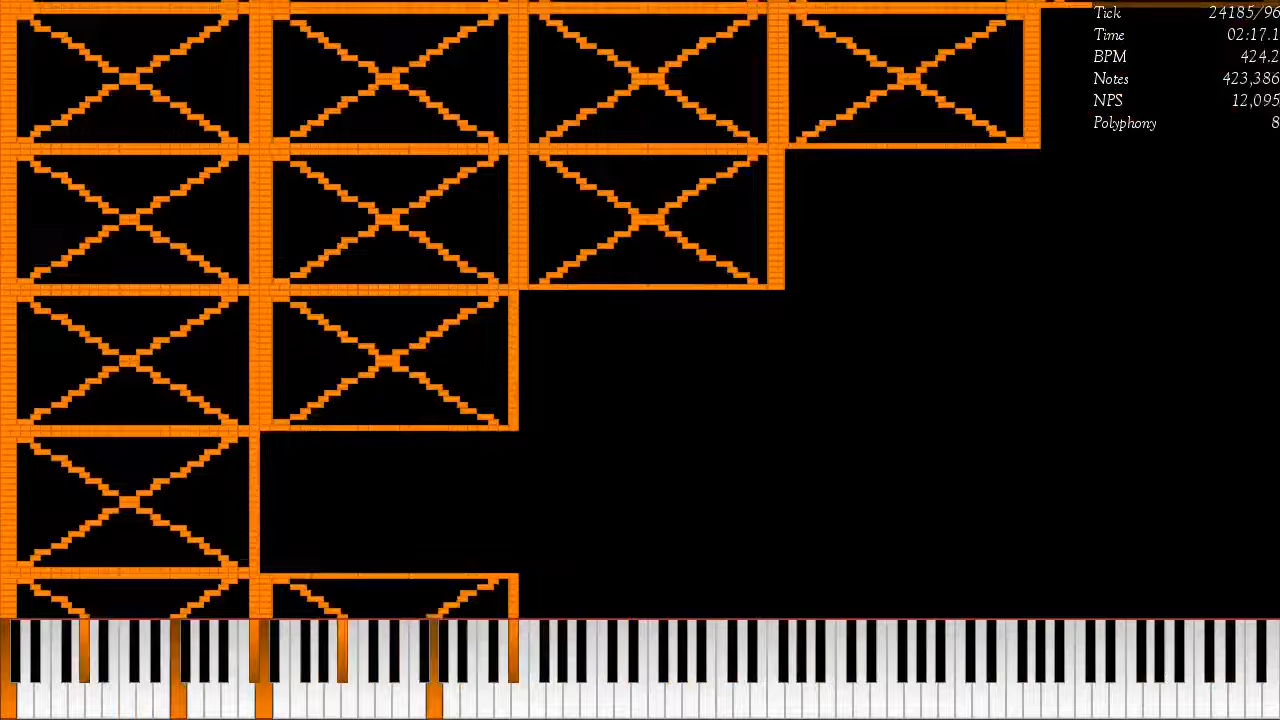 Tick 24185/96
Time 02:17.1
BPM 424.2
Notes 423,386
NPS 12,095
Polyphony 8